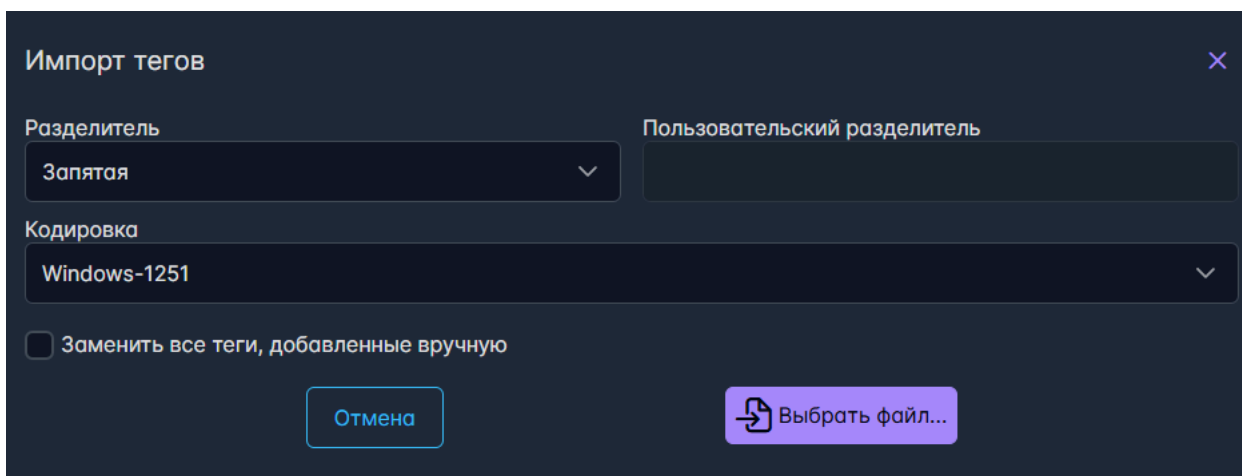 Импорт тегов
Разделитель
Пользовательский разделитель
Запятая
Кодировка
Windows-1251
Заменить все теги, добавленные вручную
Отмена
Выбрать файл...